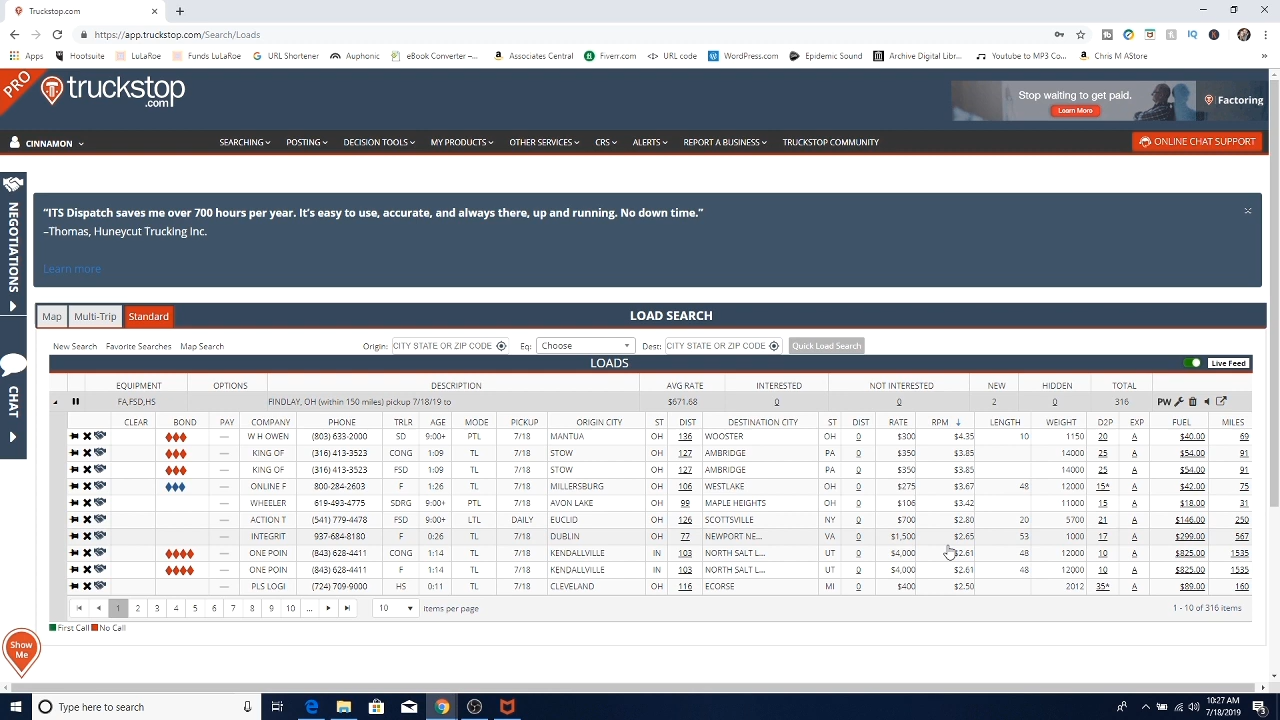 Truckstop.com
https://app.truckstop.com/Search/Loads
Apps Hootsuite LuLaRoe Funds LuLaRoe URL Shortener Auphonic eBook Converter –... Associates Central Fiverr.com URL code WordPress.com Epidemic Sound Archive Digital Libr... Youtube to MP3 Co... Chris M AStore
PRO truckstop .com
Stop waiting to get paid.
Learn More
Factoring
CINNAMON SEARCHING POSTING DECISION TOOLS MY PRODUCTS OTHER SERVICES CRS ALERTS REPORT A BUSINESS TRUCKSTOP COMMUNITY ONLINE CHAT SUPPORT
NEGOTIATIONS
CHAT
“ITS Dispatch saves me over 700 hours per year. It’s easy to use, accurate, and always there, up and running. No down time.”
–Thomas, Huneycut Trucking Inc.
Learn more
Map Multi-Trip Standard LOAD SEARCH
New Search Favorite Searches Map Search Origin: CITY STATE OR ZIP CODE Eq: Choose Dest: CITY STATE OR ZIP CODE Quick Load Search
LOADS Live Feed
EQUIPMENT OPTIONS DESCRIPTION AVG RATE INTERESTED NOT INTERESTED NEW HIDDEN TOTAL
FA,FSD,HS FINDLAY, OH (within 150 miles) pickup 7/18/19 to $671.68 0 0 2 0 316 PW
CLEAR BOND PAY COMPANY PHONE TRLR AGE MODE PICKUP ORIGIN CITY ST DIST DESTINATION CITY ST DIST RATE RPM LENGTH WEIGHT D2P EXP FUEL MILES
— W H OWEN (803) 633-2000 SD 9:00+ PTL 7/18 MANTUA OH 136 WOOSTER OH 0 $300 $4.35 10 1150 20 A $40.00 69
— KING OF (316) 413-3523 CONG 1:09 TL 7/18 STOW OH 127 AMBRIDGE PA 0 $350 $3.85 14000 25 A $54.00 91
— KING OF (316) 413-3523 FSD 1:09 TL 7/18 STOW OH 127 AMBRIDGE PA 0 $350 $3.85 14000 25 A $54.00 91
— ONLINE F 800-284-2603 F 1:26 TL 7/18 MILLERSBURG OH 106 WESTLAKE OH 0 $275 $3.67 48 12000 15* A $42.00 75
— WHEELER 619-493-4775 SDRG 9:00+ PTL 7/18 AVON LAKE OH 99 MAPLE HEIGHTS OH 0 $106 $3.42 11000 15 A $18.00 31
— ACTION T (541) 779-4478 FSD 9:00+ LTL DAILY EUCLID OH 126 SCOTTSVILLE NY 0 $700 $2.80 20 5700 21 A $146.00 250
— INTEGRIT 937-684-8180 F 0:26 TL 7/18 DUBLIN OH 77 NEWPORT NE... VA 0 $1,500 $2.65 53 1000 17 A $299.00 567
— ONE POIN (843) 628-4411 CONG 1:14 TL 7/18 KENDALLVILLE IN 103 NORTH SALT L... UT 0 $4,000 $2.61 48 12000 10 A $825.00 1535
— ONE POIN (843) 628-4411 F 1:14 TL 7/18 KENDALLVILLE IN 103 NORTH SALT L... UT 0 $4,000 $2.61 48 12000 10 A $825.00 1535
— PLS LOGI (724) 709-9000 HS 0:11 TL 7/18 CLEVELAND OH 116 ECORSE MI 0 $400 $2.50 2012 35* A $89.00 160
1 2 3 4 5 6 7 8 9 10 ... 10 items per page 1 - 10 of 316 items
First Call No Call
Show
Me
Type here to search
10:27 AM
7/18/2019